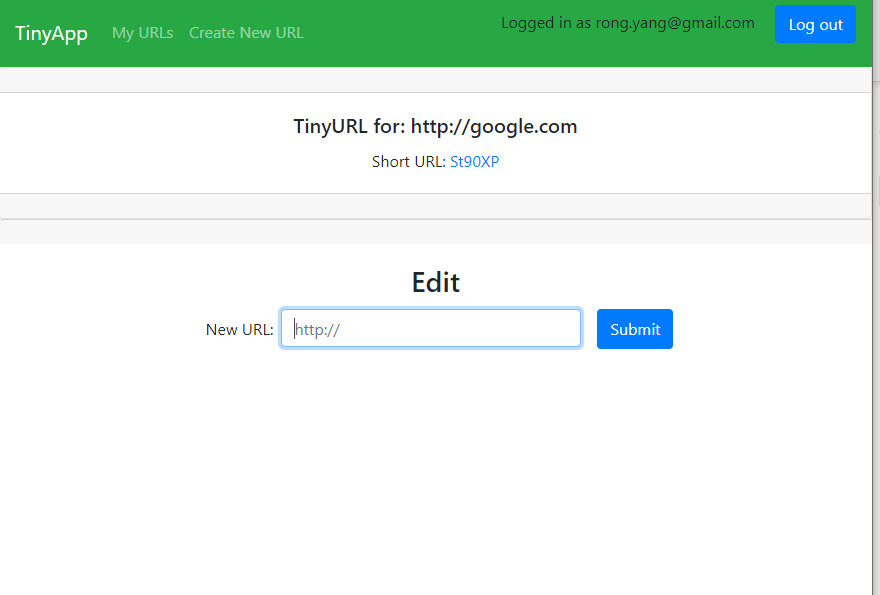 TinyApp My URLs Create New URL Logged in as rong.yang@gmail.com Log out
TinyURL for: http://google.com
Short URL: St90XP
Edit
New URL: http:// Submit